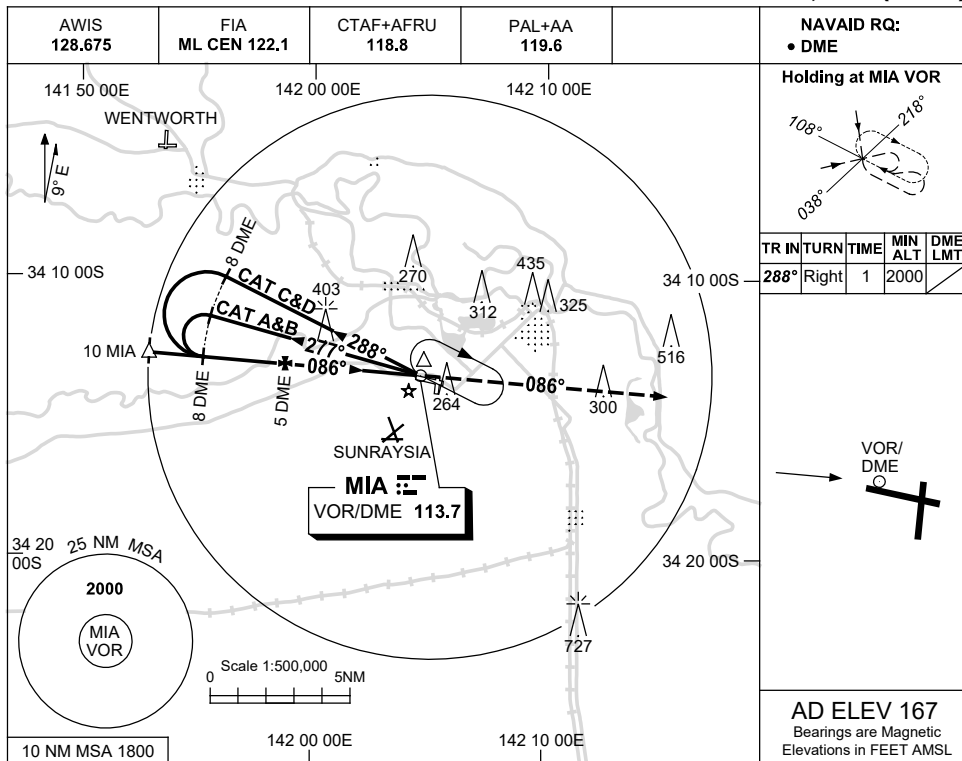 AWIS
128.675
FIA
ML CEN 122.1
CTAF+AFRU
118.8
PAL+AA
119.6
NAVAID RQ:
• DME
141 50 00E
142 00 00E
142 10 00E
WENTWORTH
9° E
34 10 00S
34 10 00S
8 DME
CAT C&D
288°
CAT A&B
277°
10 MIA
086°
8 DME
5 DME
403
270
312
435
325
516
264
300
086°
SUNRAYSIA
MIA
VOR/DME 113.7
34 20
00S
34 20 00S
25 NM MSA
2000
MIA
VOR
Scale 1:500,000
0
5NM
727
10 NM MSA 1800
142 00 00E
142 10 00E
Holding at MIA VOR
108°
218°
038°
TR IN TURN TIME MIN ALT DME LMT
288° Right 1 2000
VOR/
DME
AD ELEV 167
Bearings are Magnetic
Elevations in FEET AMSL